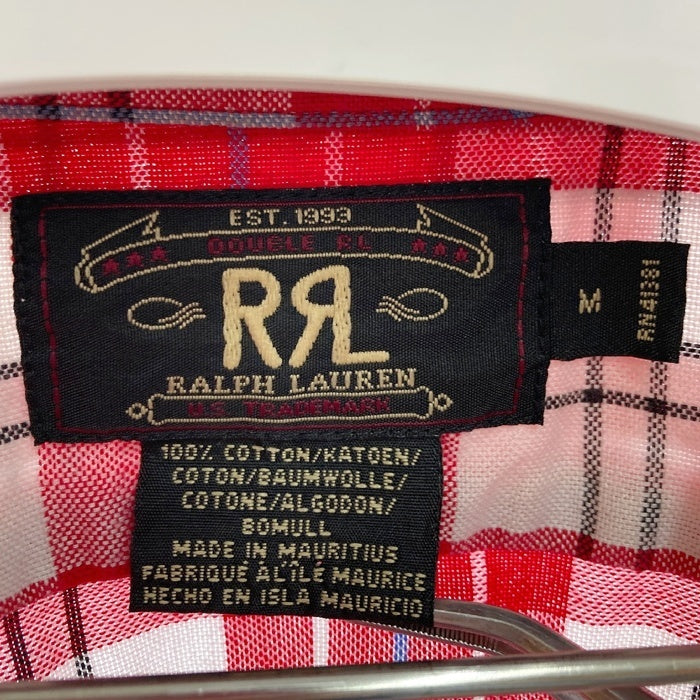 EST. 1993
DOUBLE RL
RRL
RALPH LAUREN
U.S. TRADEMARK
M
RN41381
100% COTTON/KATOEN/
COTON/BAUMWOLLE/
COTONE/ALGODON/
BOMULL
MADE IN MAURITIUS
FABRIQUÉ À L'ÎLE MAURICE
HECHO EN ISLA MAURICIO